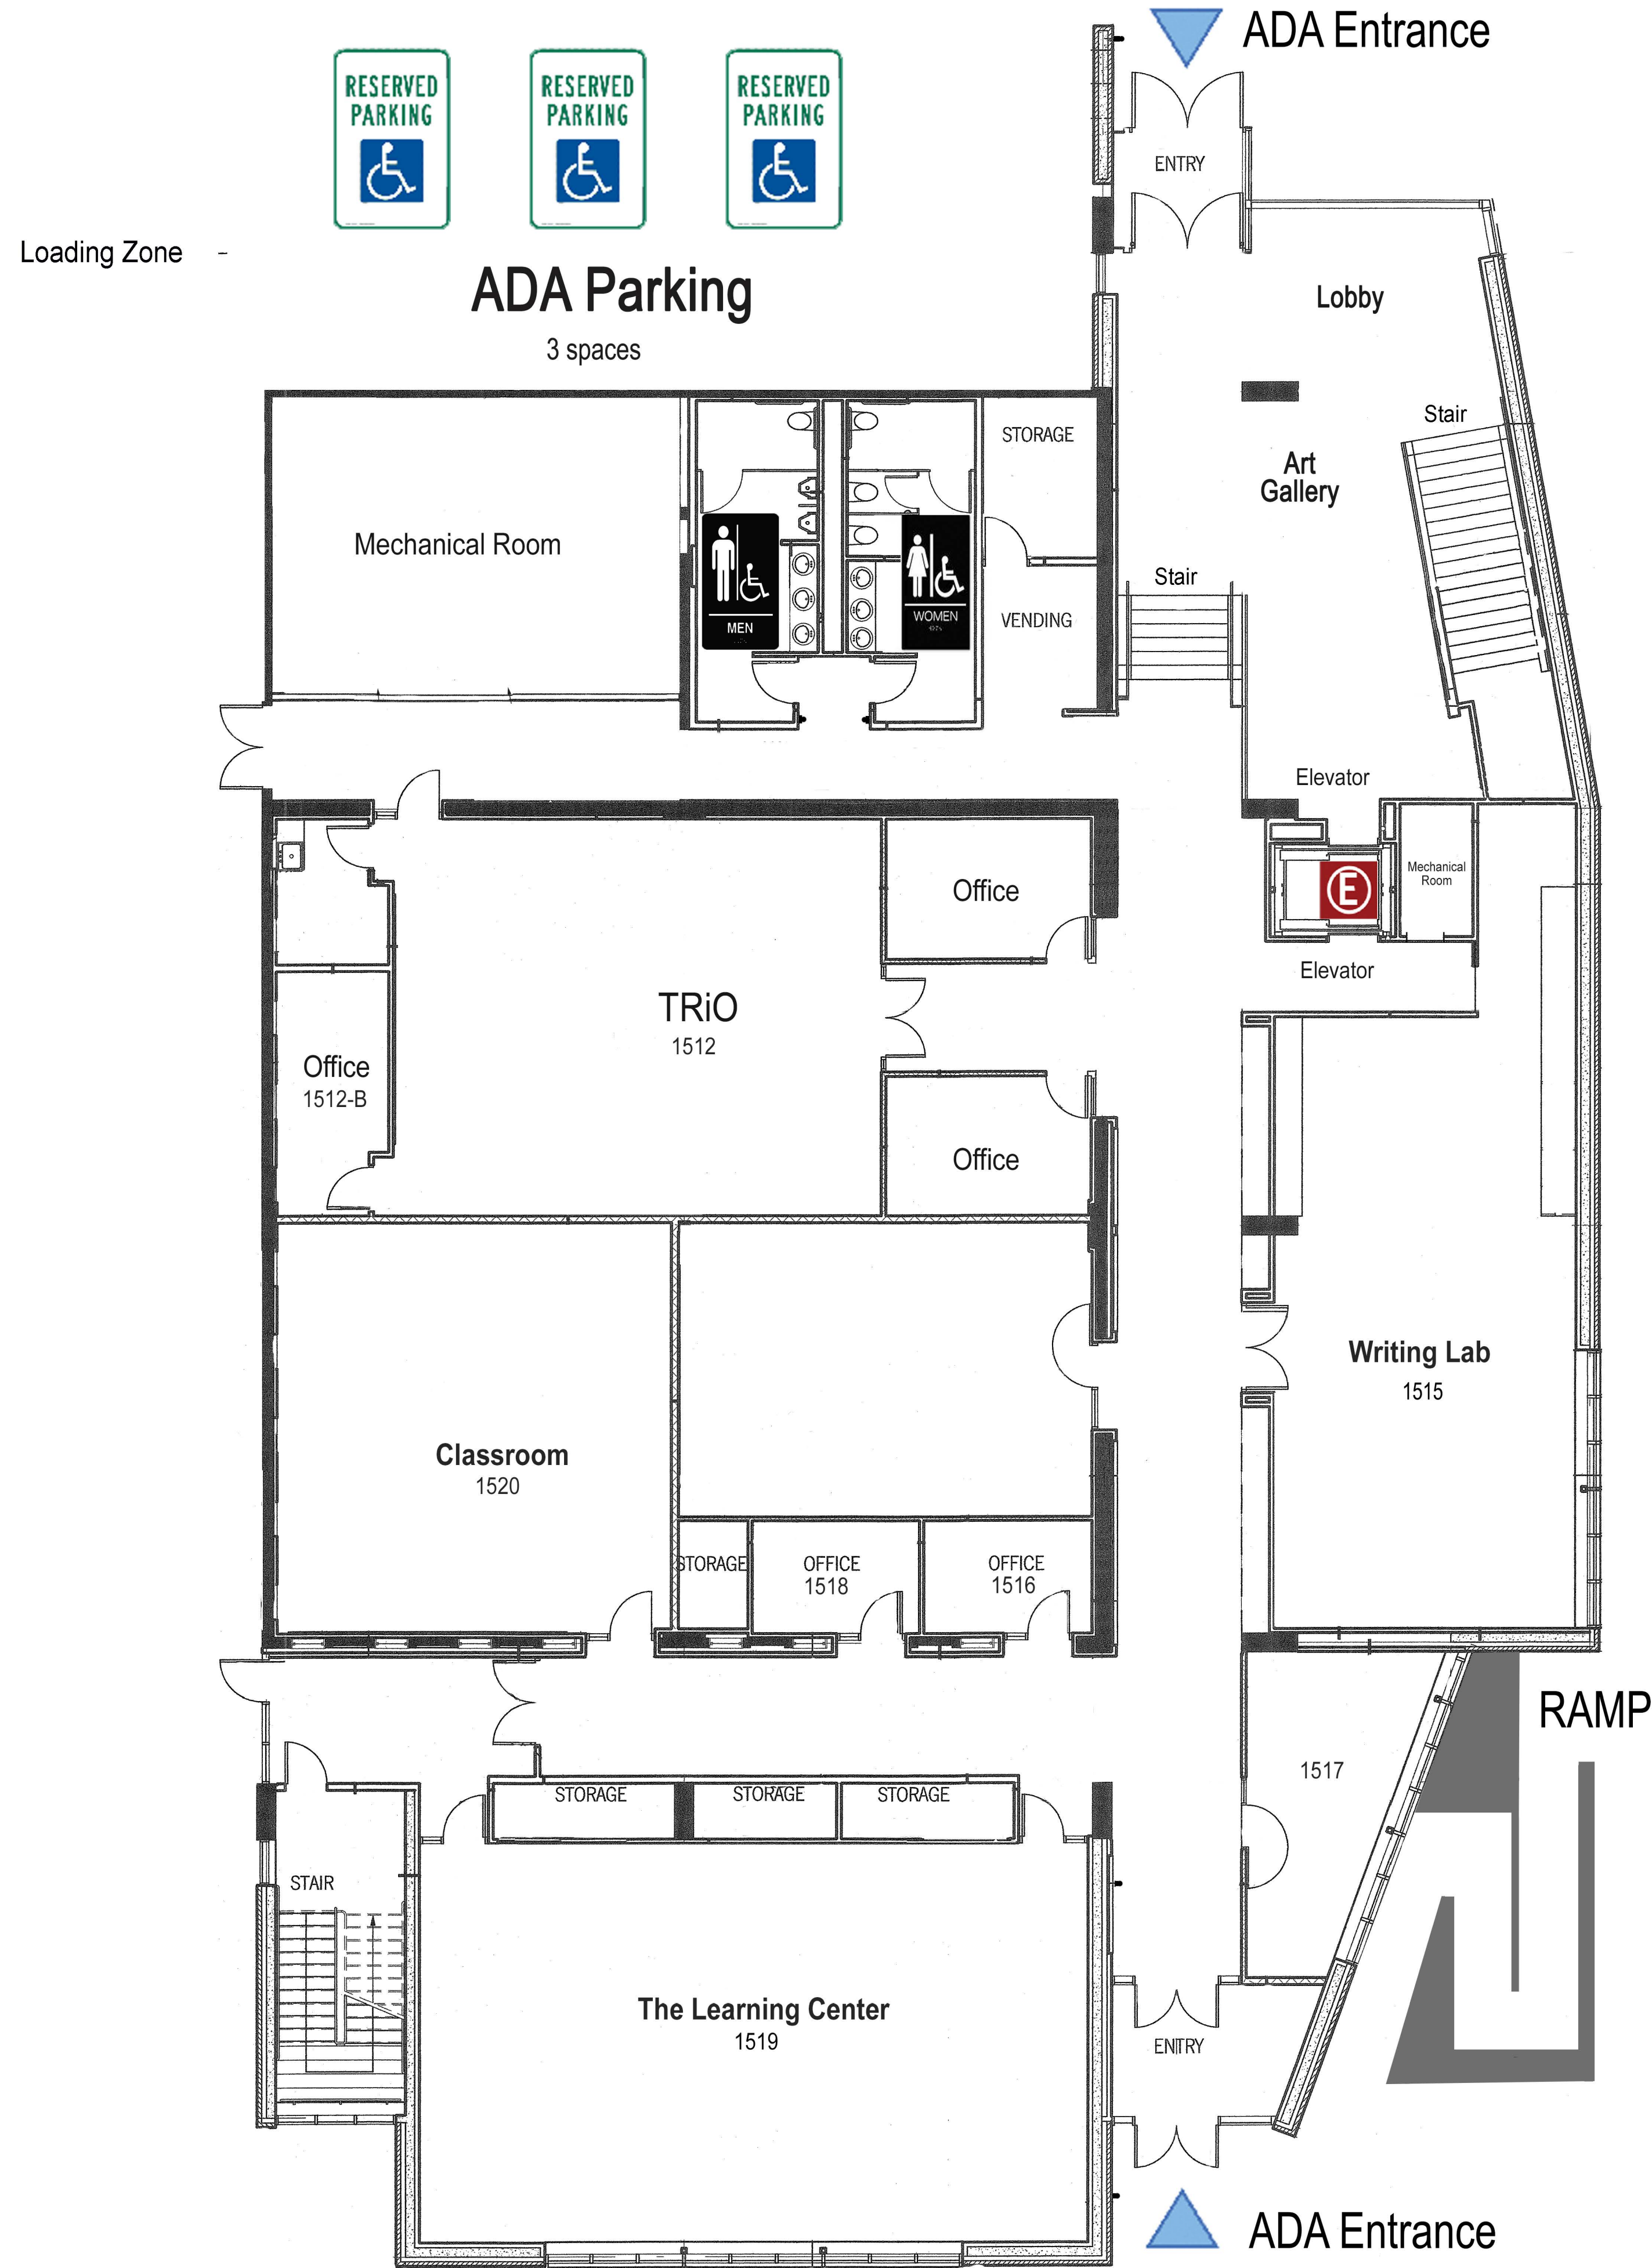 ADA Entrance
RESERVED
PARKING
RESERVED
PARKING
RESERVED
PARKING
ENTRY
Loading Zone -
ADA Parking
3 spaces
Lobby
Stair
STORAGE
Art
Gallery
Mechanical Room
Stair
MEN
WOMEN
VENDING
Elevator
Mechanical
Room
E
Office
Elevator
TRiO
1512
Office
1512-B
Office
Writing Lab
1515
Classroom
1520
STORAGE
OFFICE
1518
OFFICE
1516
RAMP
1517
STORAGE
STORAGE
STORAGE
STAIR
The Learning Center
1519
ENTRY
ADA Entrance